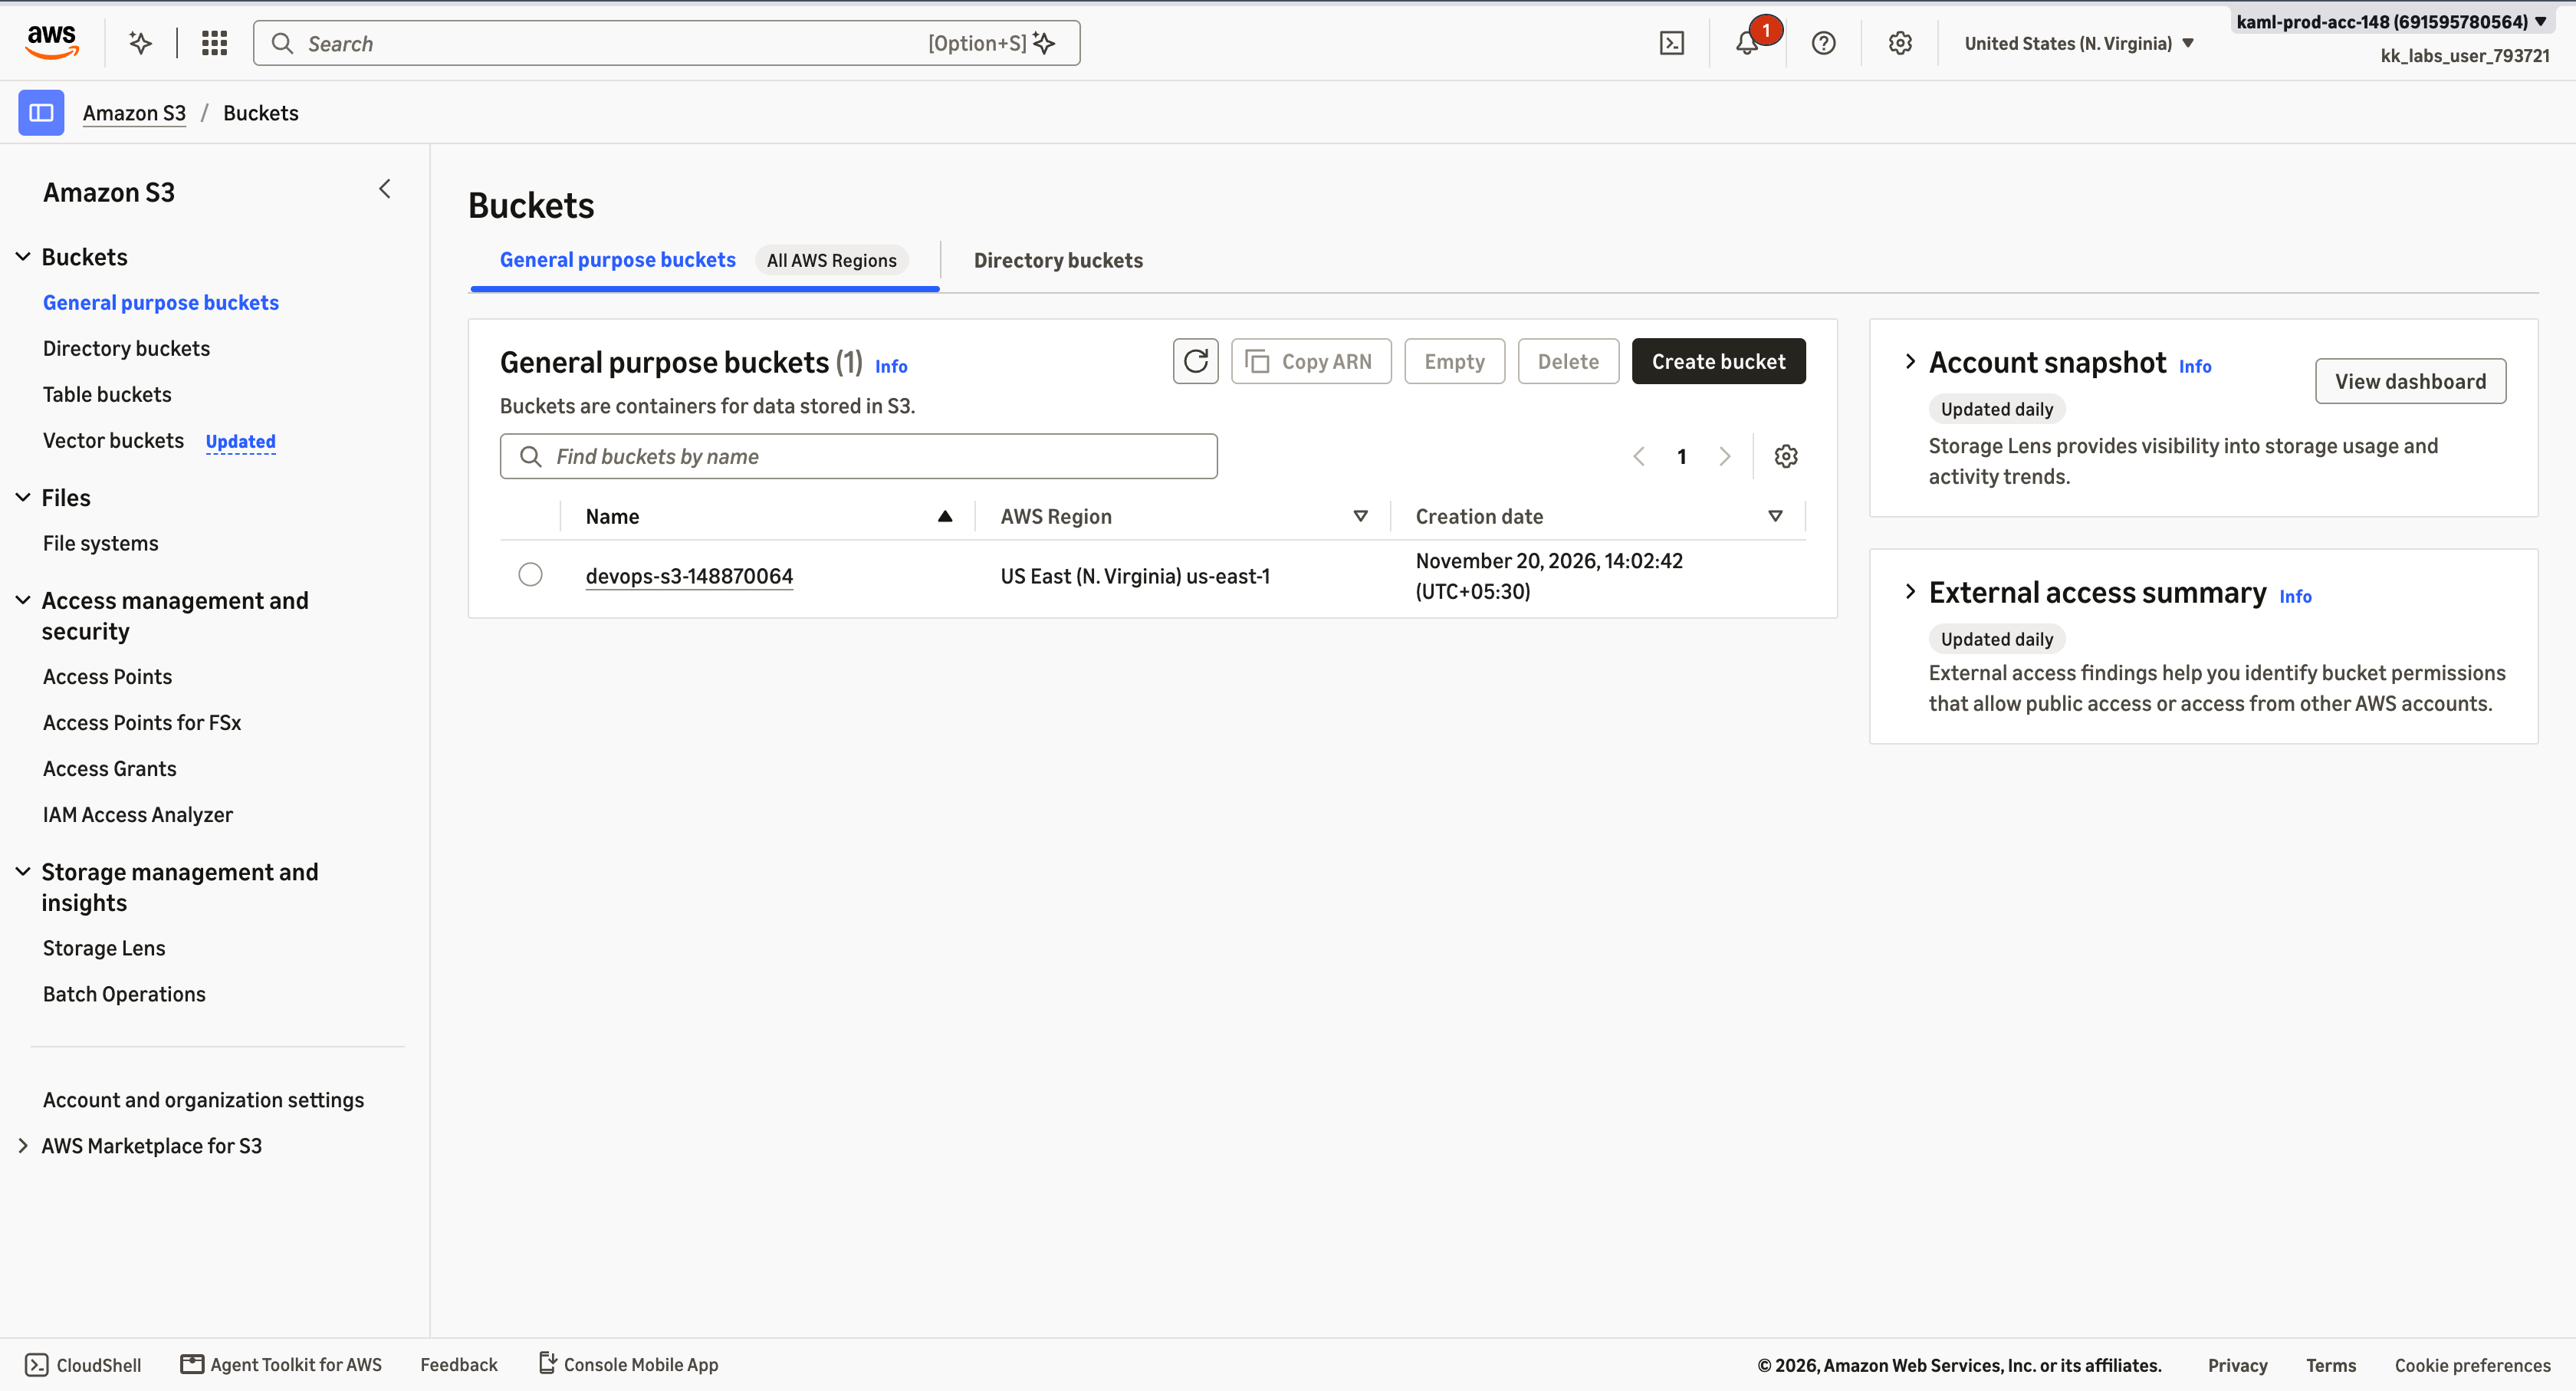 aws
Search [Option+S]
1
United States (N. Virginia)
kaml-prod-acc-148 (691595780564)
kk_labs_user_793721
Amazon S3 / Buckets
Amazon S3
Buckets
General purpose buckets
Directory buckets
Table buckets
Vector buckets Updated
Files
File systems
Access management and
security
Access Points
Access Points for FSx
Access Grants
IAM Access Analyzer
Storage management and
insights
Storage Lens
Batch Operations
Account and organization settings
AWS Marketplace for S3
Buckets
General purpose buckets All AWS Regions Directory buckets
General purpose buckets (1) Info
Copy ARN Empty Delete Create bucket
Buckets are containers for data stored in S3.
Find buckets by name
1
Name AWS Region Creation date
devops-s3-148870064 US East (N. Virginia) us-east-1 November 20, 2026, 14:02:42
(UTC+05:30)
Account snapshot Info
View dashboard
Updated daily
Storage Lens provides visibility into storage usage and
activity trends.
External access summary Info
Updated daily
External access findings help you identify bucket permissions
that allow public access or access from other AWS accounts.
CloudShell Agent Toolkit for AWS Feedback Console Mobile App
© 2026, Amazon Web Services, Inc. or its affiliates. Privacy Terms Cookie preferences